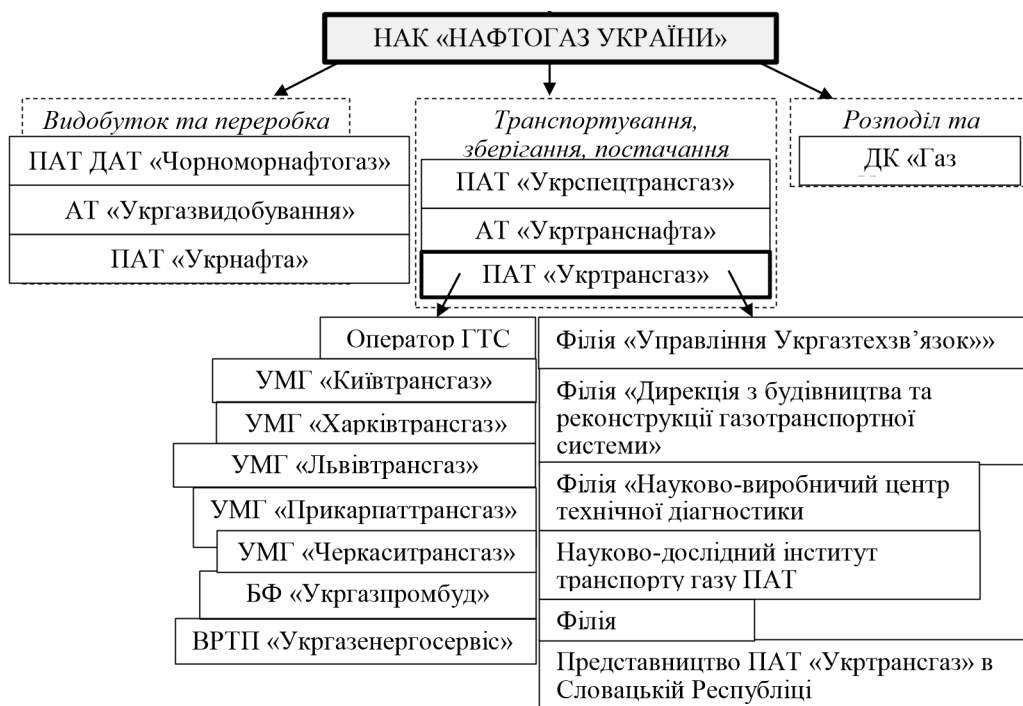 НАК «НАФТОГАЗ УКРАЇНИ»
Видобуток та переробка
ПАТ ДАТ «Чорноморнафтогаз»
АТ «Укргазвидобування»
ПАТ «Укрнафта»
Транспортування,
зберігання, постачання
ПАТ «Укрспецтрансгаз»
АТ «Укртранснафта»
ПАТ «Укртрансгаз»
Розподіл та
ДК «Газ
Оператор ГТС
УМГ «Київтрансгаз»
УМГ «Харківтрансгаз»
УМГ «Львівтрансгаз»
УМГ «Прикарпаттрансгаз»
УМГ «Черкаситрансгаз»
БФ «Укргазпромбуд»
ВРТП «Укргазенергосервіс»
Філія «Управління Укргазтехзв’язок»»
Філія «Дирекція з будівництва та
реконструкції газотранспортної
системи»
Філія «Науково-виробничий центр
технічної діагностики
Науково-дослідний інститут
транспорту газу ПАТ
Філія
Представництво ПАТ «Укртрансгаз» в
Словацькій Республіці